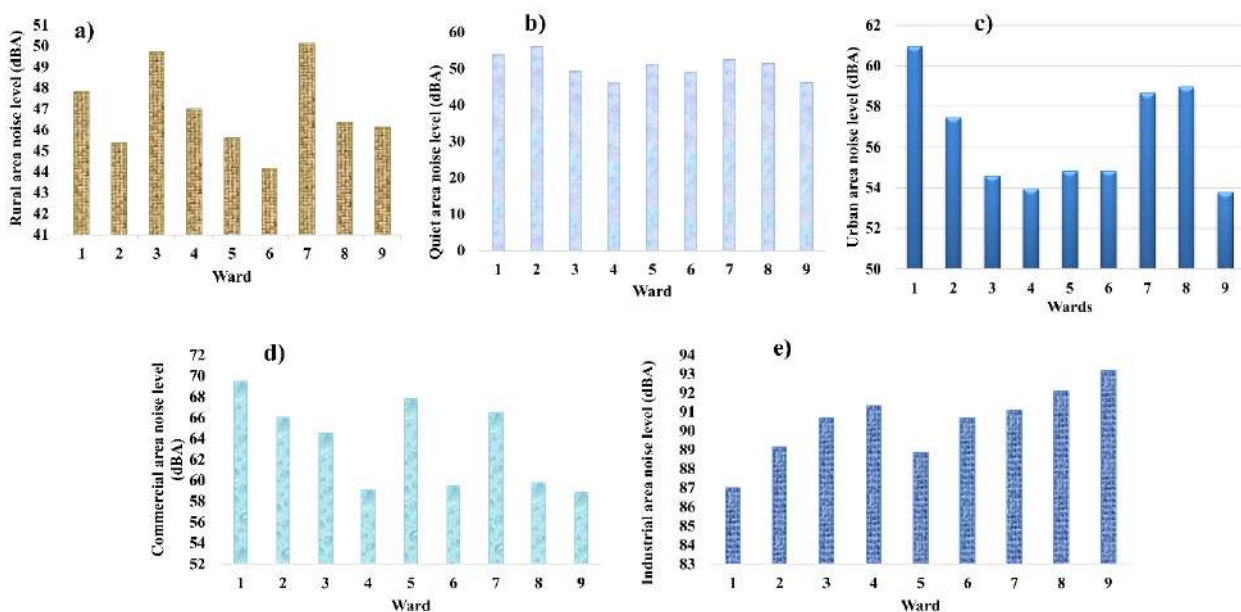 a)
Rural area noise level (dBA)
51
50
49
48
47
46
45
44
43
42
41
1 2 3 4 5 6 7 8 9
Ward
b)
Quiet area noise level (dBA)
60
50
40
30
20
10
0
1 2 3 4 5 6 7 8 9
Ward
c)
Urban area noise level (dBA)
62
60
58
56
54
52
50
1 2 3 4 5 6 7 8 9
Wards
d)
Commercial area noise level
(dBA)
72
70
68
66
64
62
60
58
56
54
52
1 2 3 4 5 6 7 8 9
Ward
e)
Industrial area noise level (dBA)
94
93
92
91
90
89
88
87
86
85
84
83
1 2 3 4 5 6 7 8 9
Ward